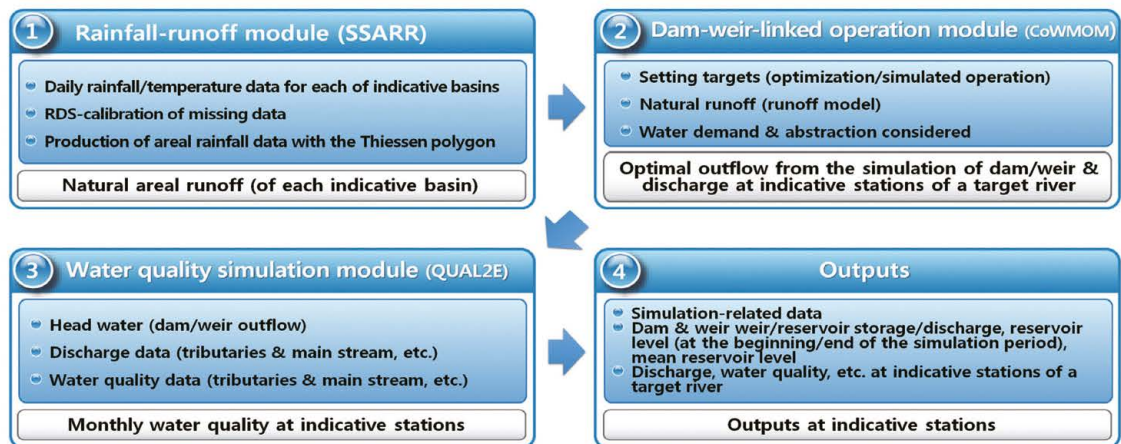 1 Rainfall-runoff module (SSARR)
Daily rainfall/temperature data for each of indicative basins
RDS-calibration of missing data
Production of areal rainfall data with the Thiessen polygon
Natural areal runoff (of each indicative basin)
2 Dam-weir-linked operation module (CoWMOM)
Setting targets (optimization/simulated operation)
Natural runoff (runoff model)
Water demand & abstraction considered
Optimal outflow from the simulation of dam/weir &
discharge at indicative stations of a target river
3 Water quality simulation module (QUAL2E)
Head water (dam/weir outflow)
Discharge data (tributaries & main stream, etc.)
Water quality data (tributaries & main stream, etc.)
Monthly water quality at indicative stations
4 Outputs
Simulation-related data
Dam & weir weir/reservoir storage/discharge, reservoir
level (at the beginning/end of the simulation period),
mean reservoir level
Discharge, water quality, etc. at indicative stations of a
target river
Outputs at indicative stations